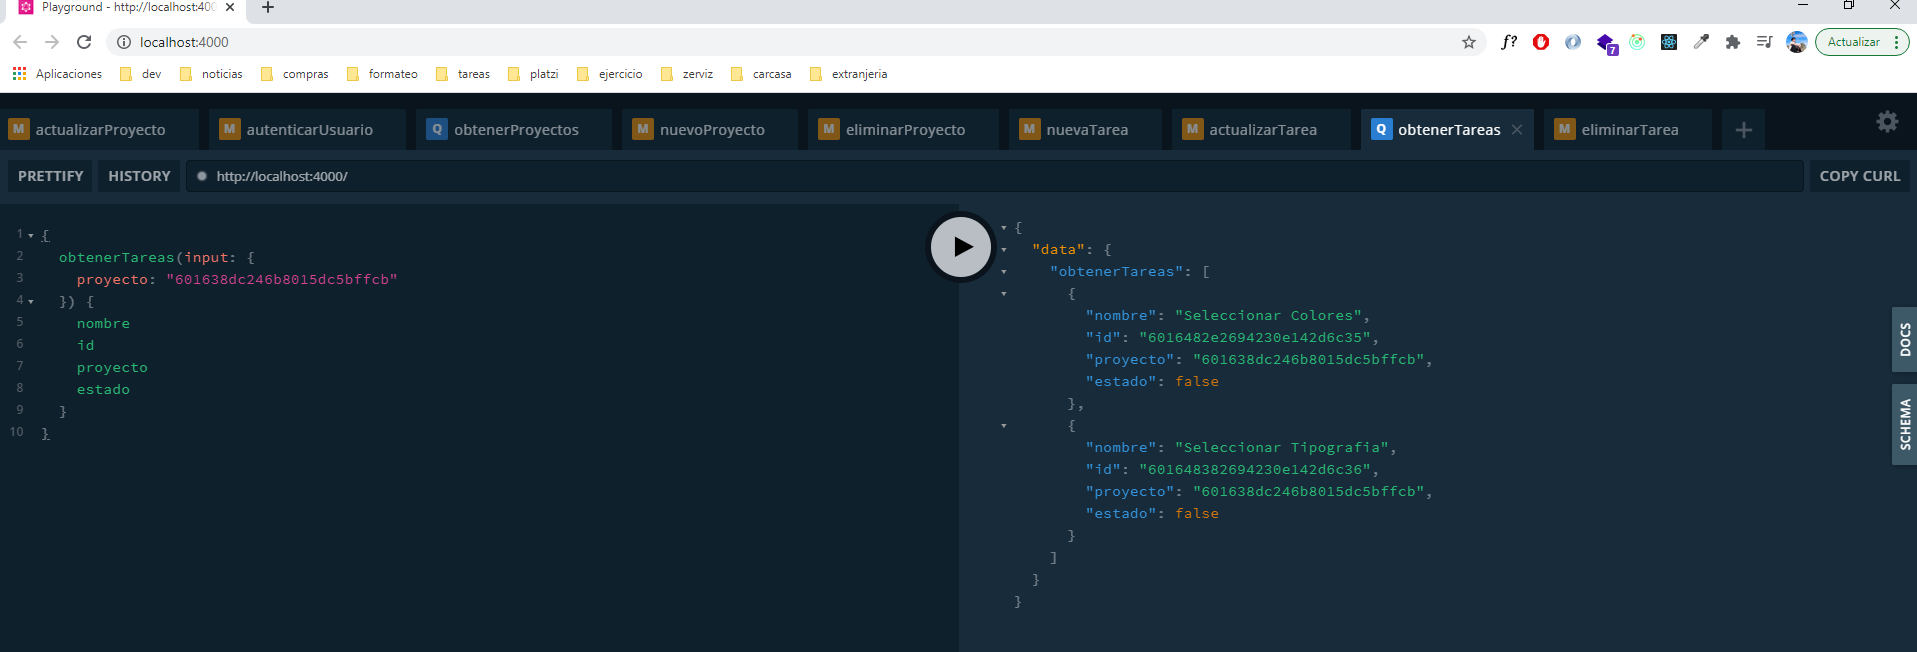 Playground - http://localhost:400
localhost:4000
f?
7
Actualizar
Aplicaciones dev noticias compras formateo tareas platzi ejercicio zerviz carcasa extranjeria
M actualizarProyecto M autenticarUsuario Q obtenerProyectos M nuevoProyecto M eliminarProyecto M nuevaTarea M actualizarTarea Q obtenerTareas M eliminarTarea
PRETTIFY HISTORY http://localhost:4000/ COPY CURL
1 {
2 obtenerTareas(input: {
3 proyecto: "601638dc246b8015dc5bffcb"
4 }) {
5 nombre
6 id
7 proyecto
8 estado
9 }
10 }
{
"data": {
"obtenerTareas": [
{
"nombre": "Seleccionar Colores",
"id": "6016482e2694230e142d6c35",
"proyecto": "601638dc246b8015dc5bffcb",
"estado": false
},
{
"nombre": "Seleccionar Tipografia",
"id": "601648382694230e142d6c36",
"proyecto": "601638dc246b8015dc5bffcb",
"estado": false
}
]
}
}
DOCS
SCHEMA